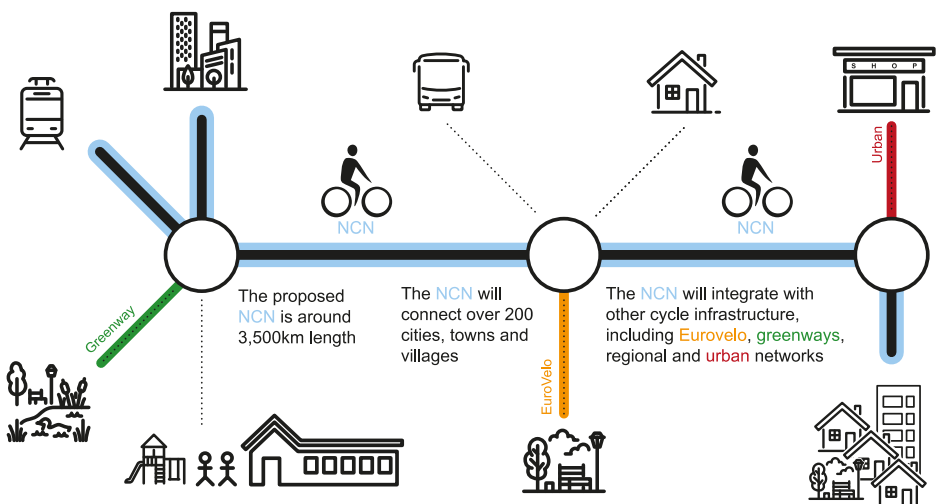 SHOP
Urban
NCN
NCN
Greenway
The proposed
NCN is around
3,500km length
The NCN will
connect over 200
cities, towns and
villages
The NCN will integrate with
other cycle infrastructure,
including Eurovelo, greenways,
regional and urban networks
EuroVelo